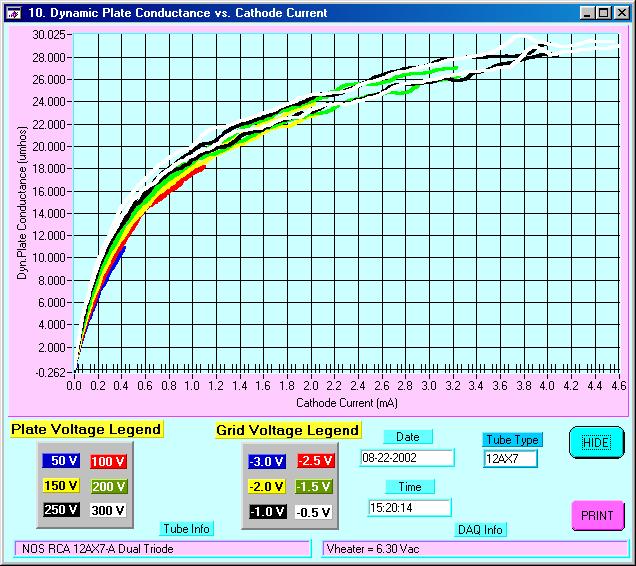 10. Dynamic Plate Conductance vs. Cathode Current
30.025
28.000
26.000
24.000
22.000
20.000
18.000
16.000
14.000
12.000
10.000
8.000
6.000
4.000
2.000
-0.262
Dyn.Plate Conductance (umhos)
0.0 0.2 0.4 0.6 0.8 1.0 1.2 1.4 1.6 1.8 2.0 2.2 2.4 2.6 2.8 3.0 3.2 3.4 3.6 3.8 4.0 4.2 4.4 4.6
Cathode Current (mA)
Plate Voltage Legend
50 V 100 V
150 V 200 V
250 V 300 V
Grid Voltage Legend
-3.0 V -2.5 V
-2.0 V -1.5 V
-1.0 V -0.5 V
Date
08-22-2002
Time
15:20:14
Tube Type
12AX7
HIDE
PRINT
Tube Info
NOS RCA 12AX7-A Dual Triode
DAQ Info
Vheater = 6.30 Vac